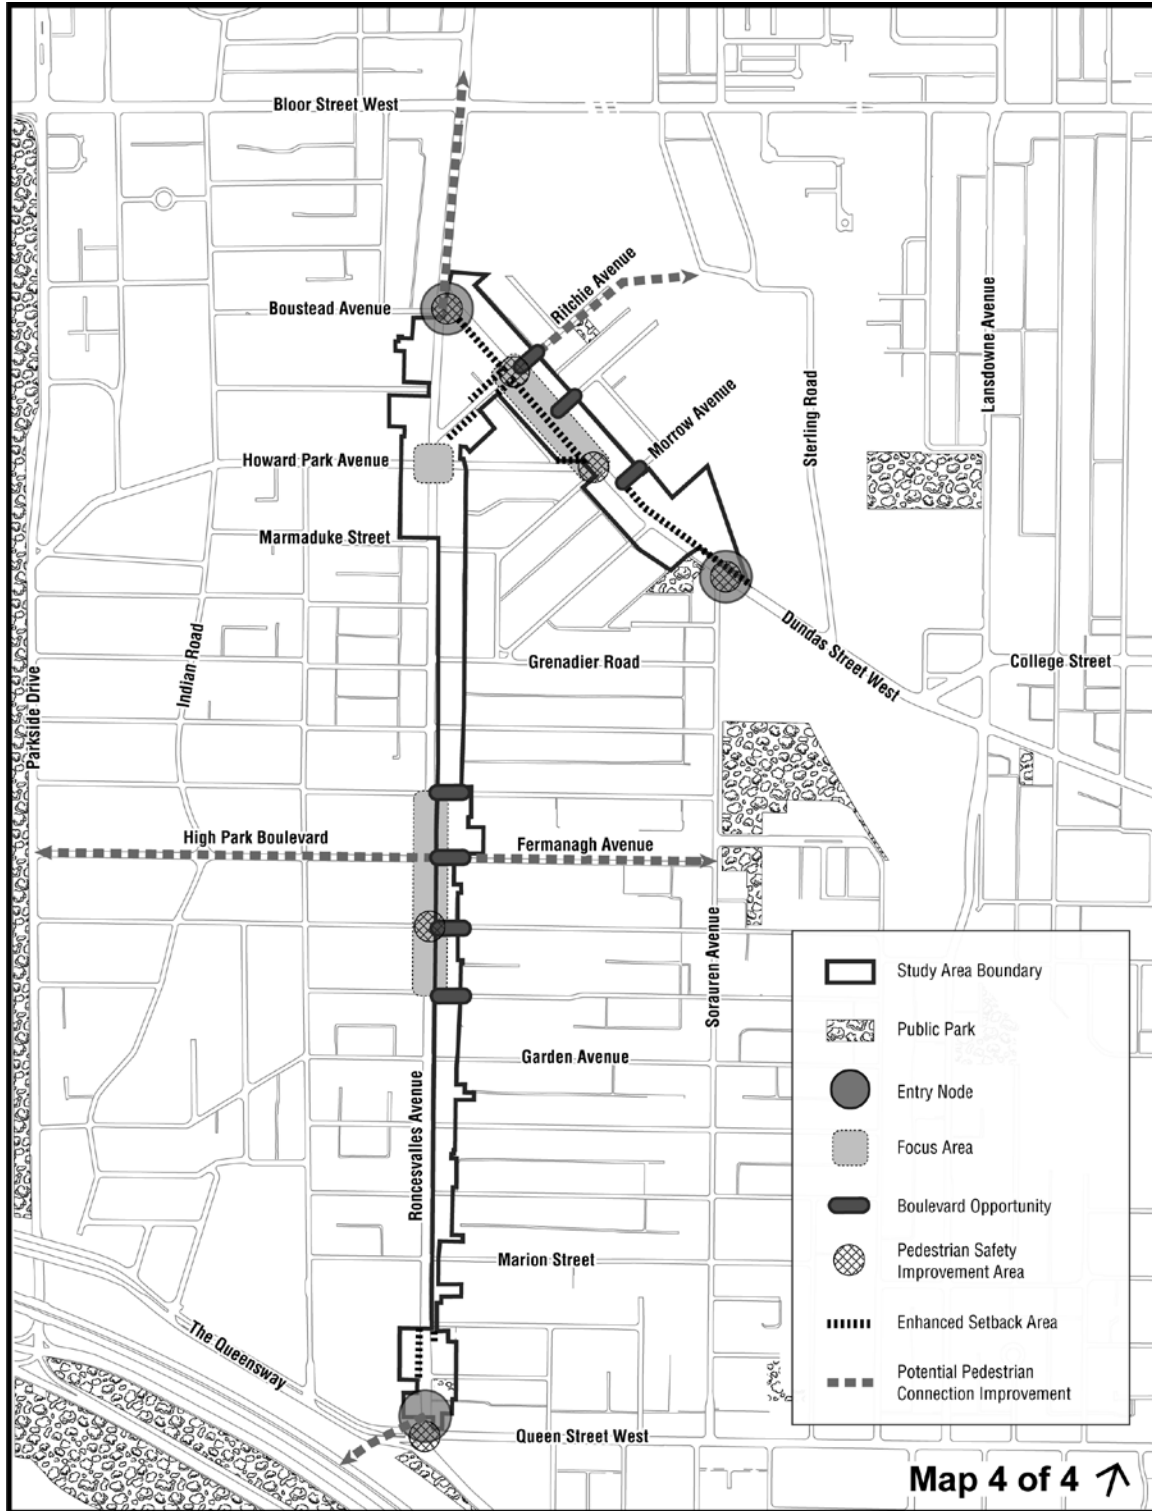 Bloor Street West
Ritchie Avenue
Boustead Avenue
Lansdowne Avenue
Sterling Road
Morrow Avenue
Howard Park Avenue
Marmaduke Street
Indian Road
Parkside Drive
Grenadier Road
Dundas Street West
College Street
High Park Boulevard
Fermanagh Avenue
Sorauren Avenue
Garden Avenue
Roncesvalles Avenue
Marion Street
The Queensway
Queen Street West
Study Area Boundary
Public Park
Entry Node
Focus Area
Boulevard Opportunity
Pedestrian Safety
Improvement Area
Enhanced Setback Area
Potential Pedestrian
Connection Improvement
Map 4 of 4